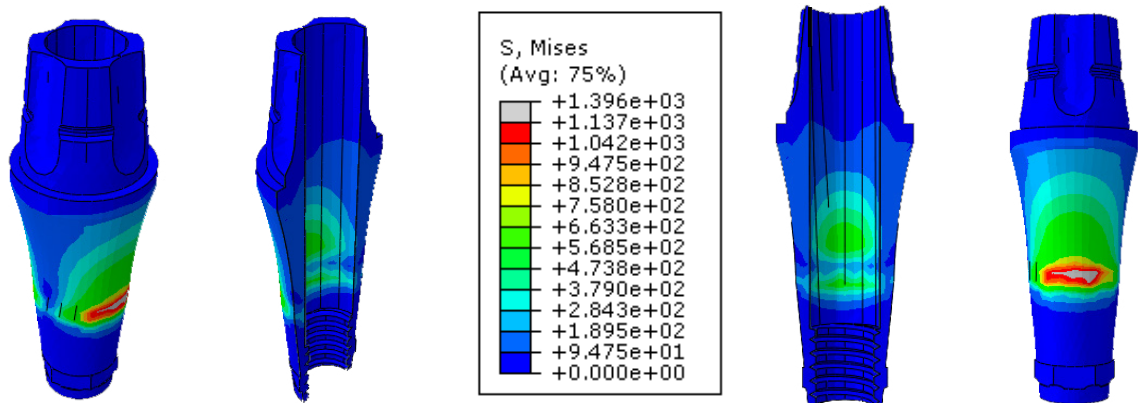 S, Mises
(Avg: 75%)
+1.396e+03
+1.137e+03
+1.042e+03
+9.475e+02
+8.528e+02
+7.580e+02
+6.633e+02
+5.685e+02
+4.738e+02
+3.790e+02
+2.843e+02
+1.895e+02
+9.475e+01
+0.000e+00